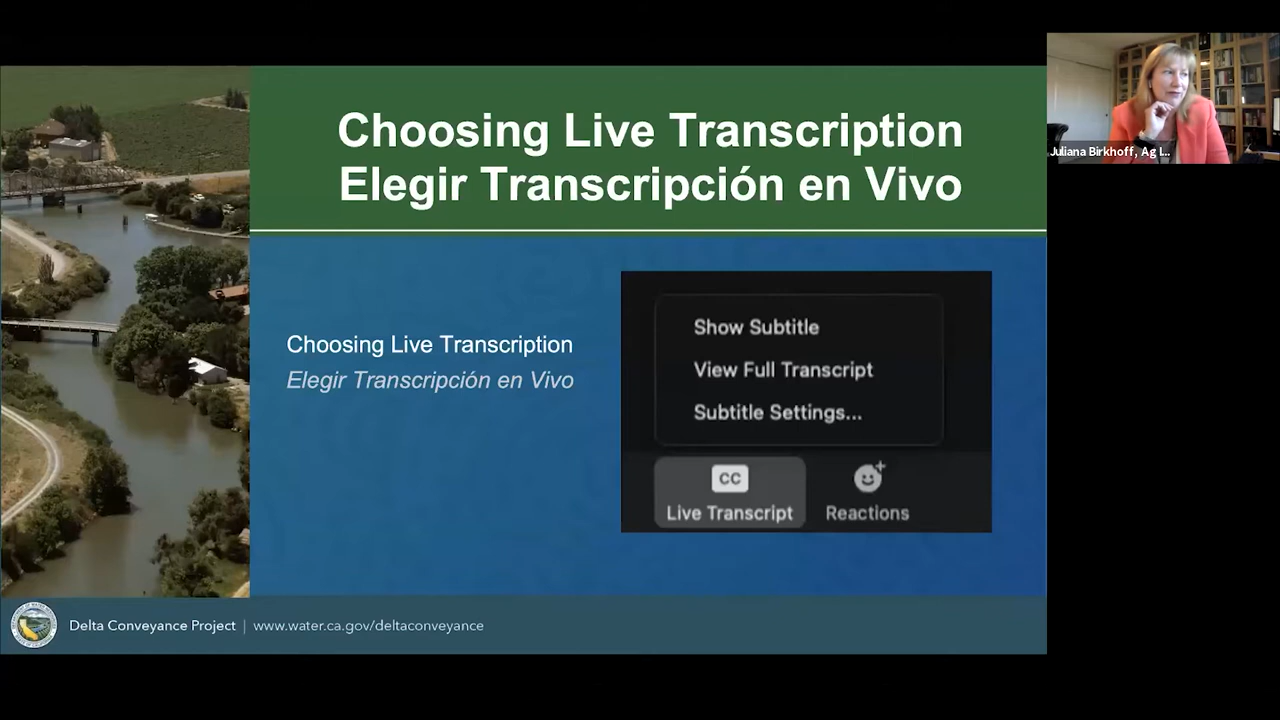 Choosing Live Transcription
Elegir Transcripción en Vivo
Juliana Birkhoff, Ag I...
Choosing Live Transcription
Elegir Transcripción en Vivo
Show Subtitle
View Full Transcript
Subtitle Settings...
CC
Live Transcript
Reactions
Delta Conveyance Project | www.water.ca.gov/deltaconveyance